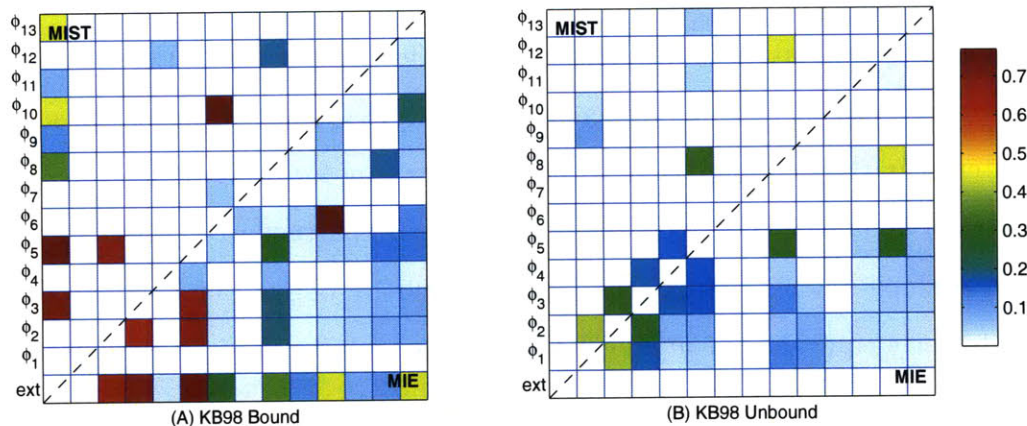 ϕ13
MIST
ϕ12
ϕ11
ϕ10
ϕ9
ϕ8
ϕ7
ϕ6
ϕ5
ϕ4
ϕ3
ϕ2
ϕ1
ext
MIE
(A) KB98 Bound
ϕ13
MIST
ϕ12
ϕ11
ϕ10
ϕ9
ϕ8
ϕ7
ϕ6
ϕ5
ϕ4
ϕ3
ϕ2
ϕ1
ext
MIE
(B) KB98 Unbound
0.7
0.6
0.5
0.4
0.3
0.2
0.1